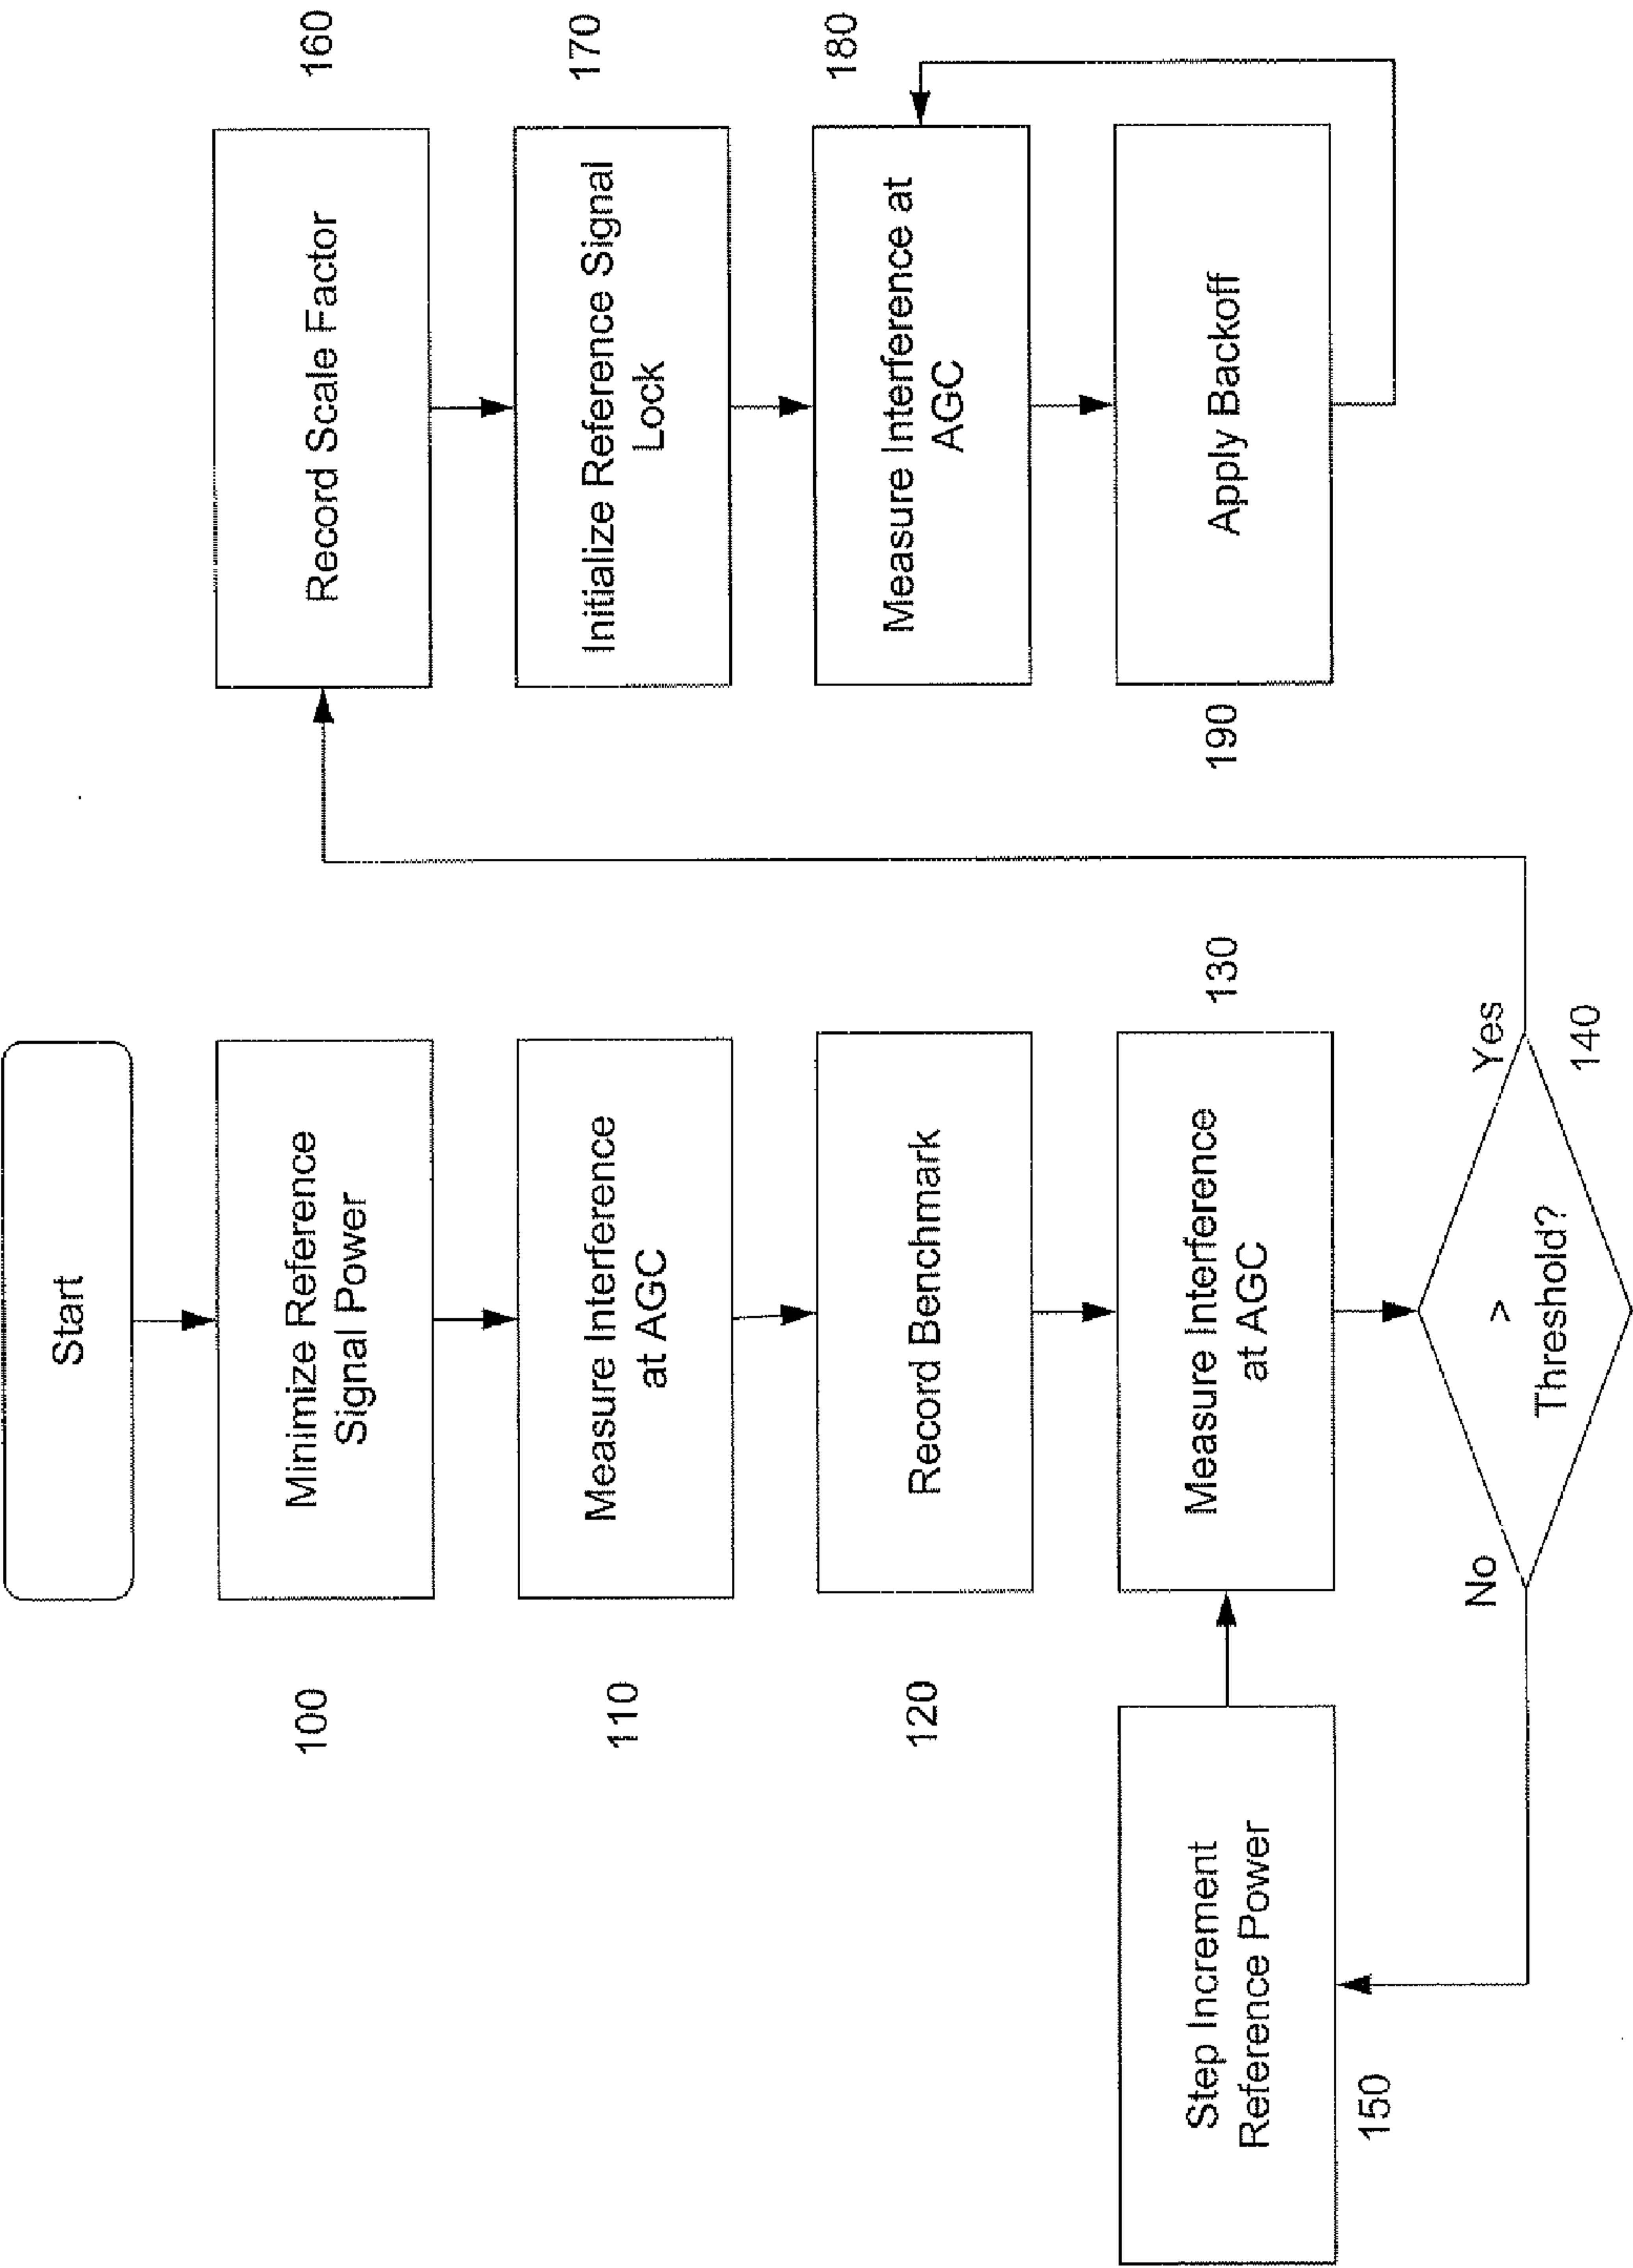 Start
Minimize Reference
Signal Power
100
Measure Interference
at AGC
110
Record Benchmark
120
Measure Interference
at AGC
130
>
Threshold?
No
Yes
140
Step Increment
Reference Power
150
Record Scale Factor
160
Initialize Reference Signal
Lock
170
Measure Interference at
AGC
180
Apply Backoff
190